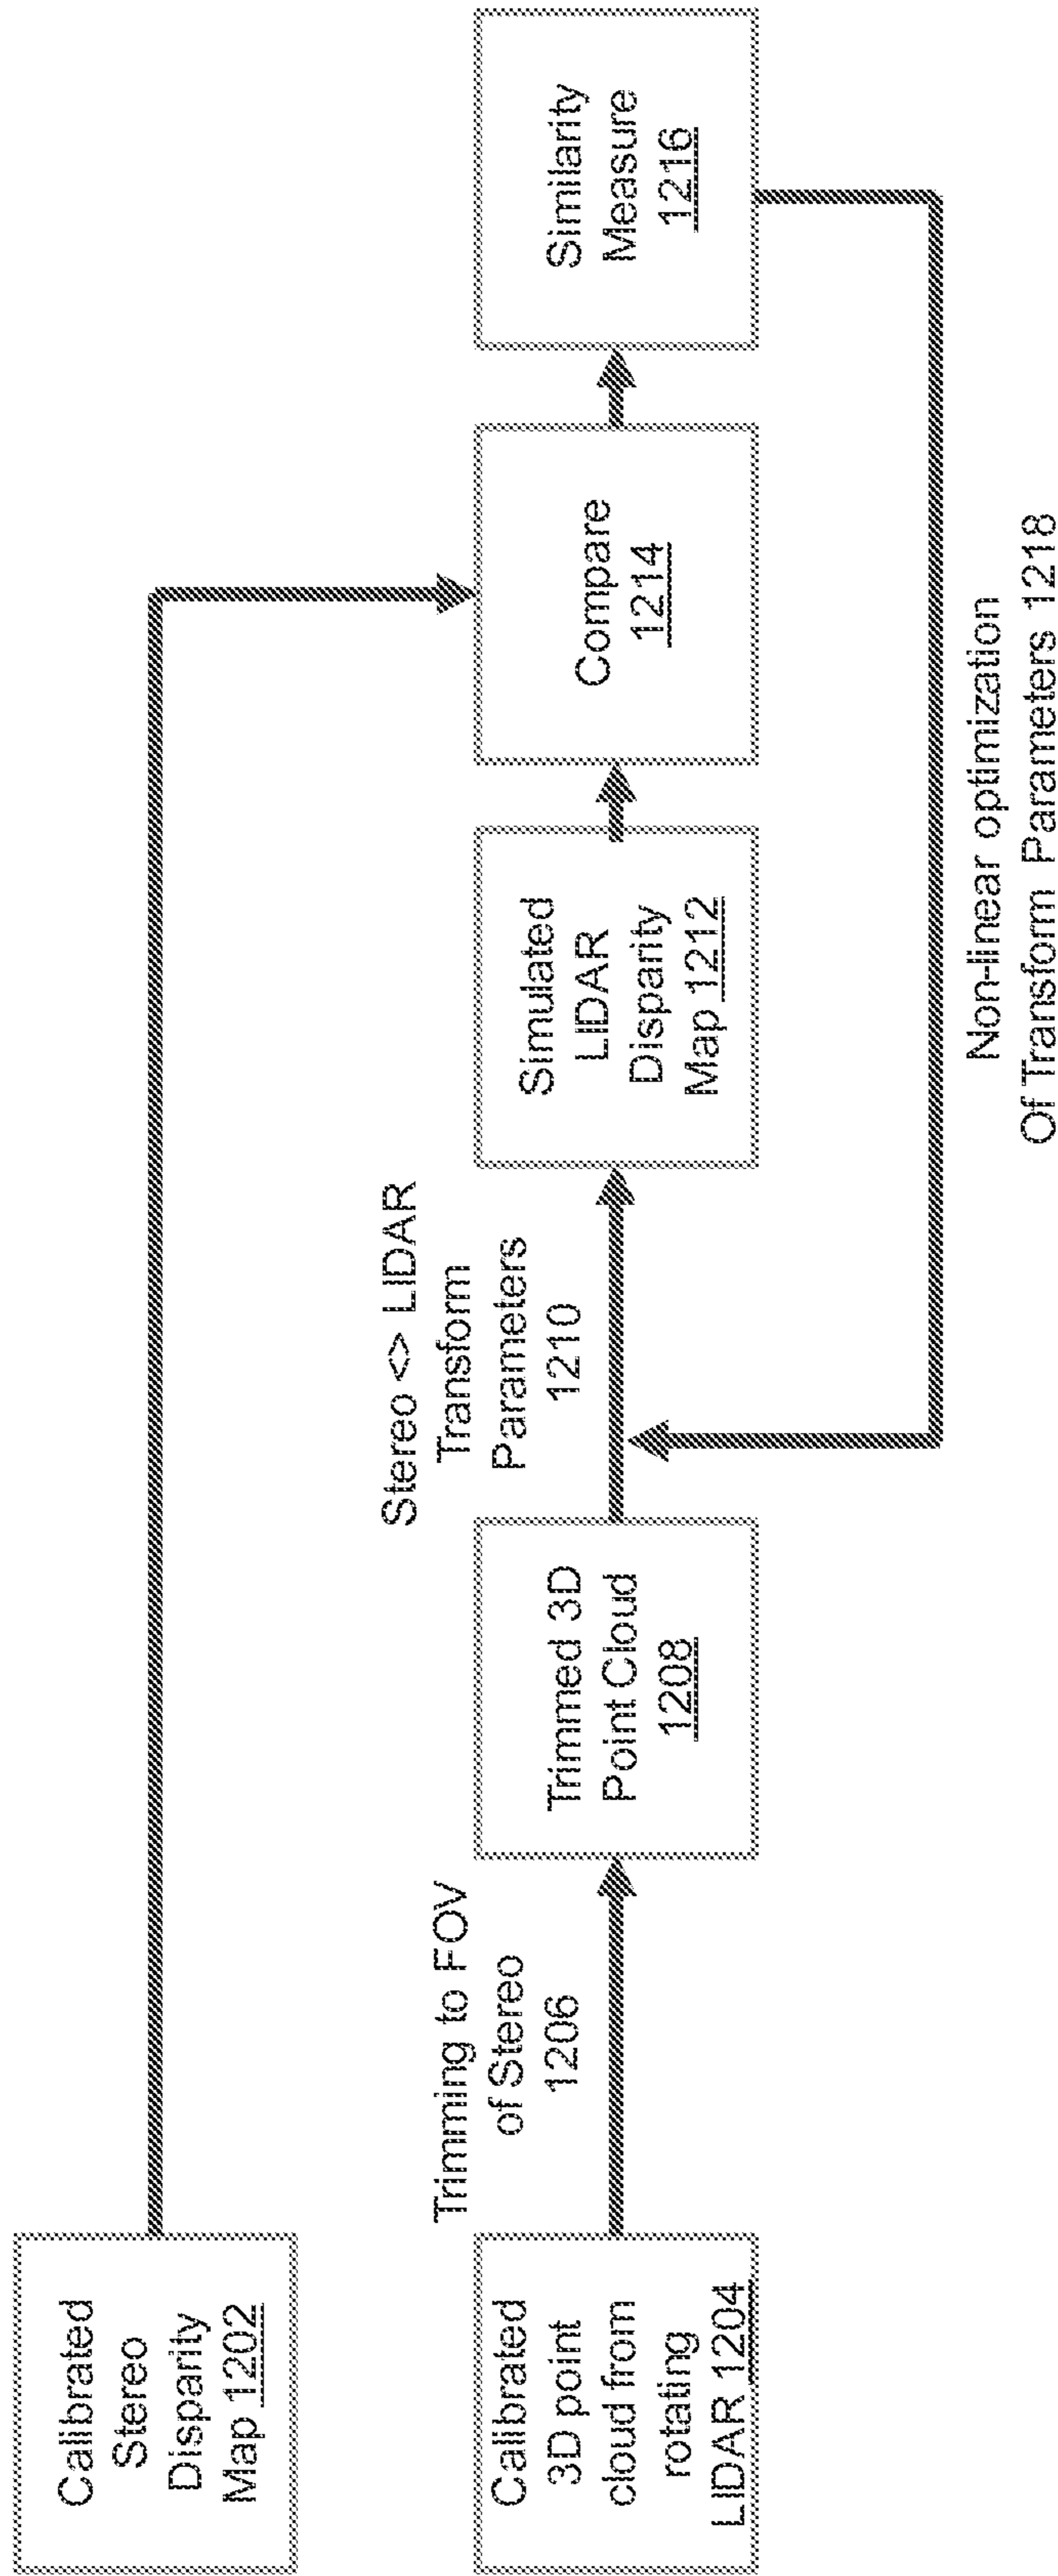 Calibrated
Stereo
Disparity
Map 1202
Calibrated
3D point
cloud from
rotating
LIDAR 1204
Trimming to FOV
of Stereo
1206
Trimmed 3D
Point Cloud
1208
Stereo <> LIDAR
Transform
Parameters
1210
Simulated
LIDAR
Disparity
Map 1212
Compare
1214
Similarity
Measure
1216
Non-linear optimization
Of Transform Parameters 1218